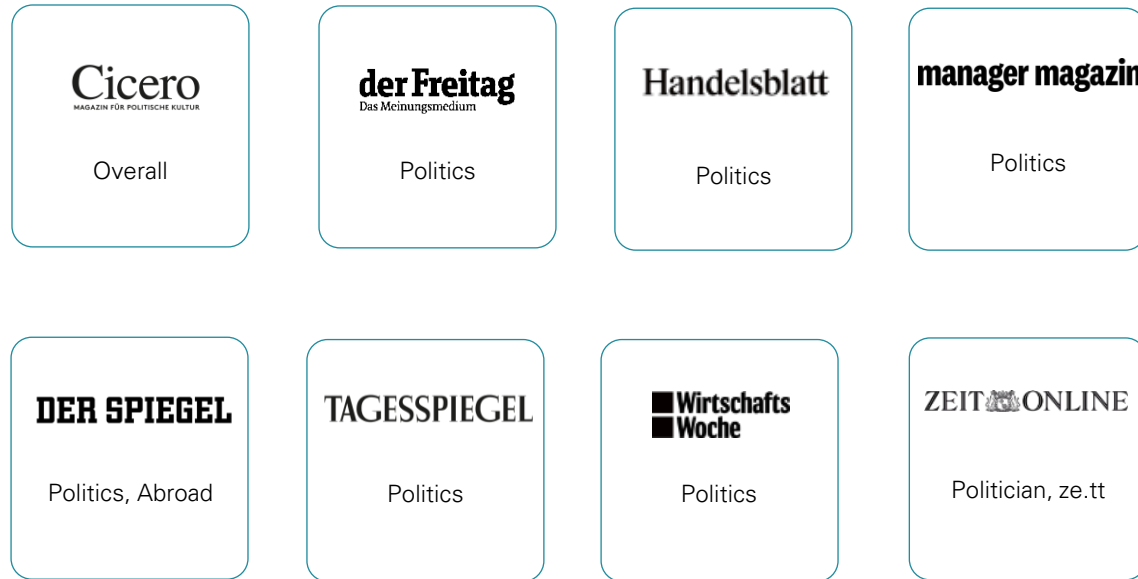 Cicero
MAGAZIN FÜR POLITISCHE KULTUR
Overall
der Freitag
Das Meinungsmedium
Politics
Handelsblatt
Politics
manager magazin
Politics
DER SPIEGEL
Politics, Abroad
TAGESSPIEGEL
Politics
Wirtschafts
Woche
Politics
ZEIT ONLINE
Politician, ze.tt